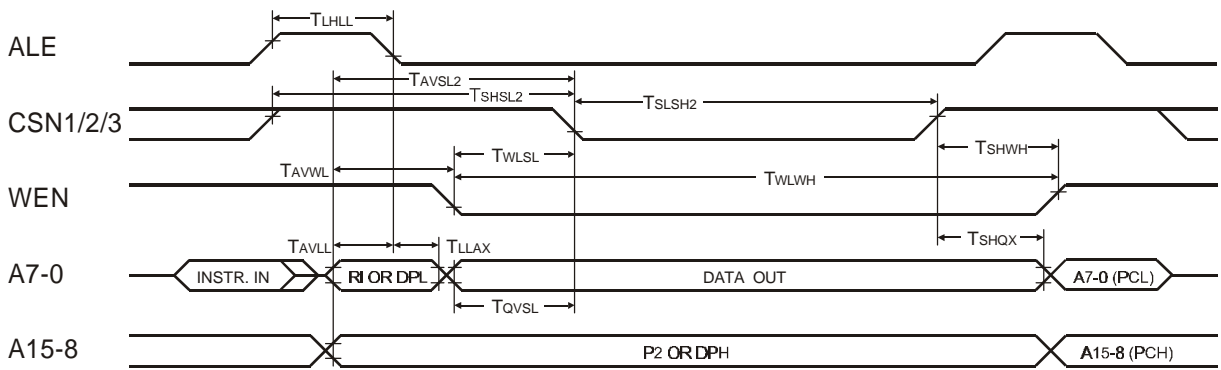 TLHLL
ALE
TAVSL2
TSHSL2
TSLSH2
CSN1/2/3
TWLSL
TSHWH
TAVWL
TWLWH
WEN
TAVLL
TLLAX
TSHQX
A7-0
INSTR. IN
RI OR DPL
DATA OUT
A7-0 (PCL)
TQVSL
A15-8
P2 OR DPH
A15-8 (PCH)